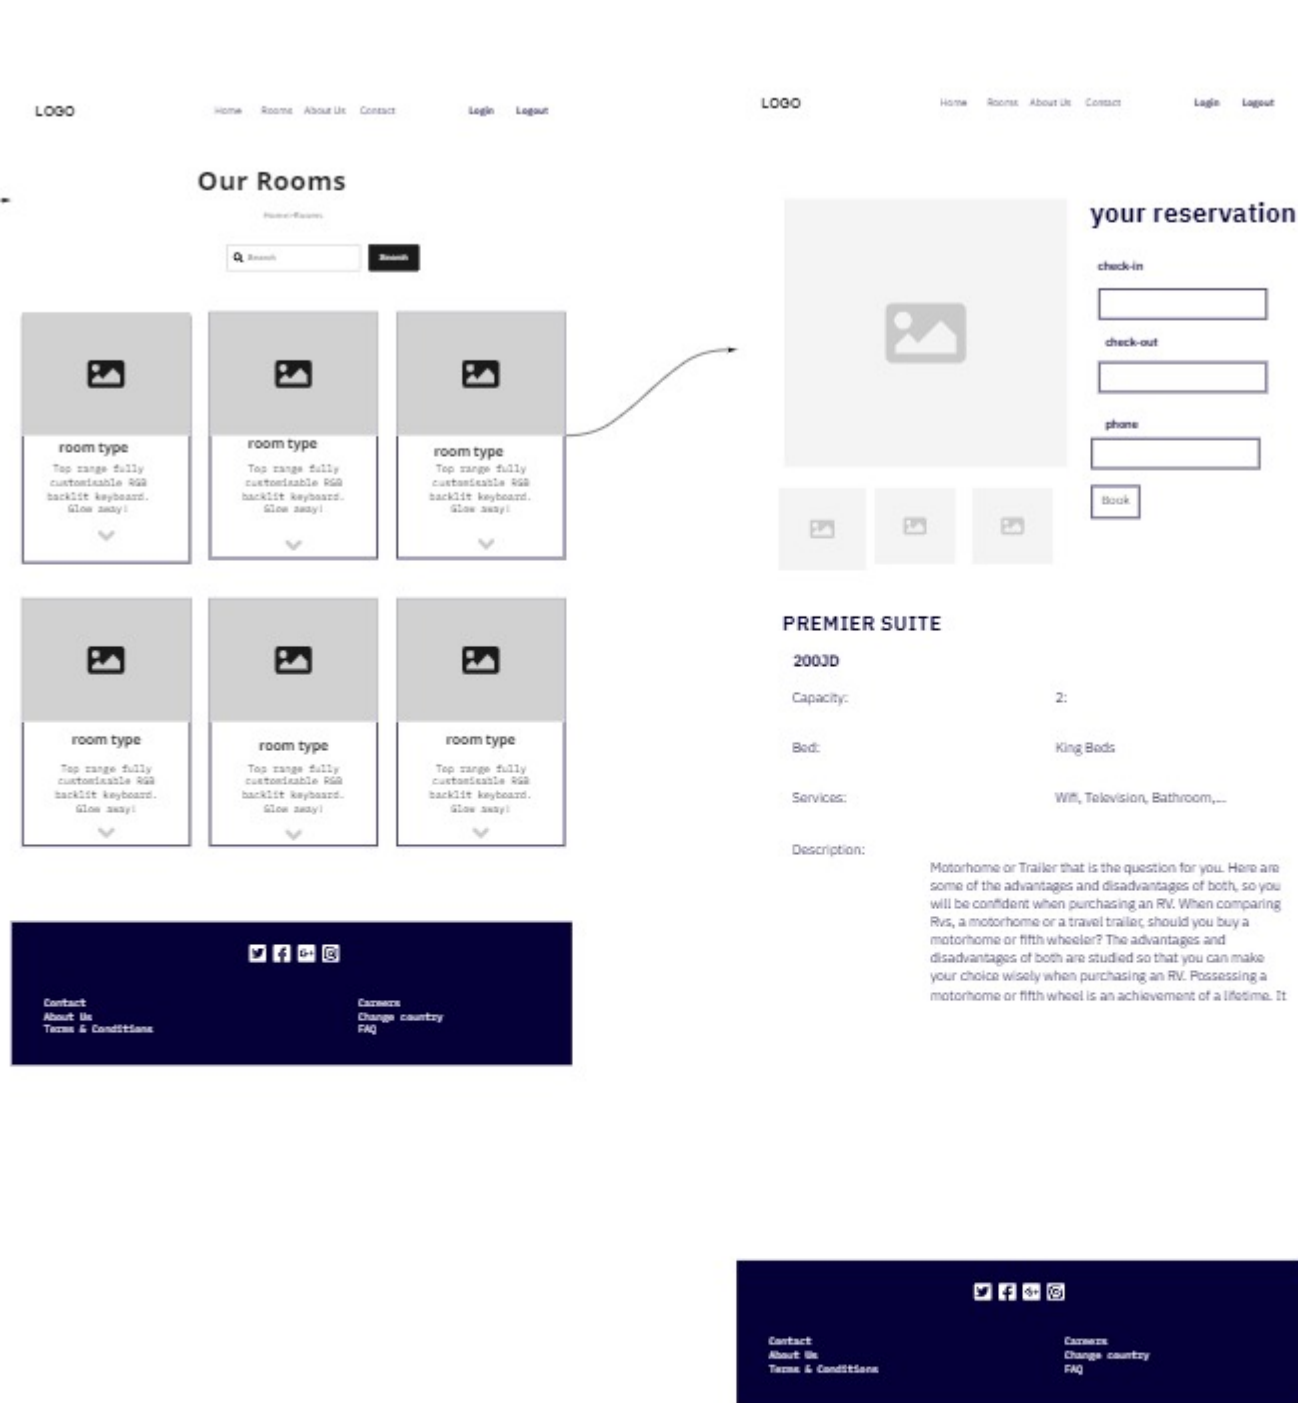 LOGO
Home Rooms About Us Contact
Login Logout
Our Rooms
Home>Rooms
Search
Search
room type
Top range fully
customisable RGB
backlit keyboard.
Glow away!
room type
Top range fully
customisable RGB
backlit keyboard.
Glow away!
room type
Top range fully
customisable RGB
backlit keyboard.
Glow away!
room type
Top range fully
customisable RGB
backlit keyboard.
Glow away!
room type
Top range fully
customisable RGB
backlit keyboard.
Glow away!
room type
Top range fully
customisable RGB
backlit keyboard.
Glow away!
Contact
About Us
Terms & Conditions
Careers
Change country
FAQ
LOGO
Home Rooms About Us Contact
Login Logout
your reservation
check-in
check-out
phone
Book
PREMIER SUITE
200JD
Capacity: 2:
Bed: King Beds
Services: Wifi, Television, Bathroom,...
Description:
Motorhome or Trailer that is the question for you. Here are
some of the advantages and disadvantages of both, so you
will be confident when purchasing an RV. When comparing
Rvs, a motorhome or a travel trailer, should you buy a
motorhome or fifth wheeler? The advantages and
disadvantages of both are studied so that you can make
your choice wisely when purchasing an RV. Possessing a
motorhome or fifth wheel is an achievement of a lifetime. It
Contact
About Us
Terms & Conditions
Careers
Change country
FAQ